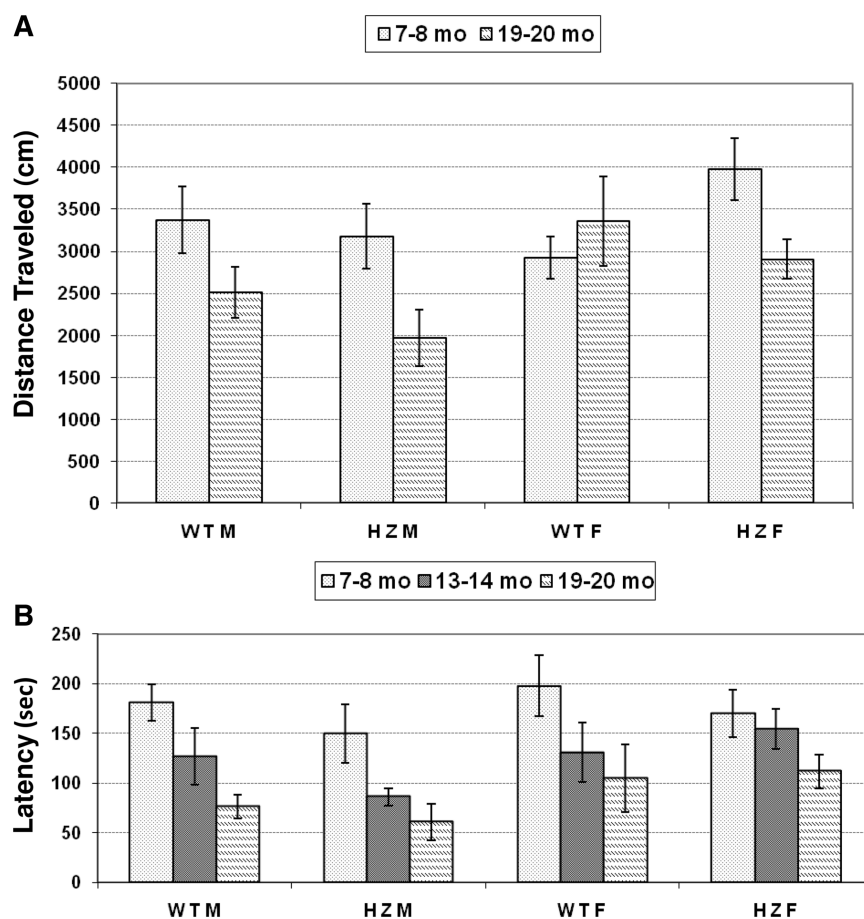 A
7-8 mo 19-20 mo
Distance Traveled (cm)
5000
4500
4000
3500
3000
2500
2000
1500
1000
500
0
WTM HZM WTF HZF
7-8 mo 13-14 mo 19-20 mo
B
Latency (sec)
250
200
150
100
50
0
WTM HZM WTF HZF